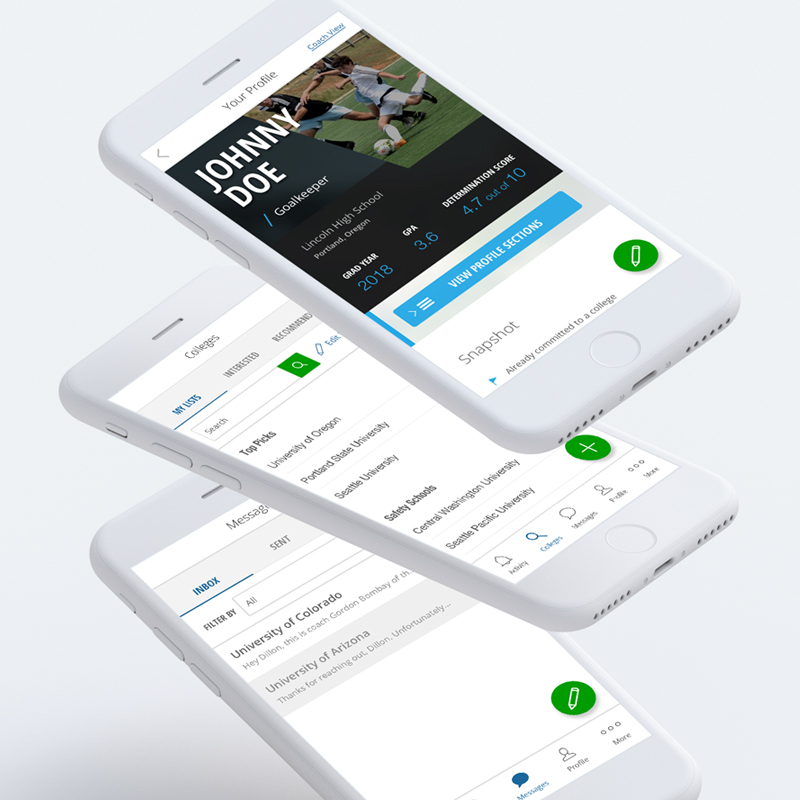 Coach View
Your Profile
JOHNNY
DOE
/ Goalkeeper
Lincoln High School
Portland, Oregon
GRAD YEAR
2018
GPA
3.6
DETERMINATION SCORE
4.7 out of 10
VIEW PROFILE SECTIONS
Snapshot
Already committed to a college
Colleges
MY LISTS
INTERESTED
RECOMMEND
Search
Edit
Top Picks
University of Oregon
Portland State University
Seattle University
Safety Schools
Central Washington University
Seattle Pacific University
Activity
Colleges
Messages
Profile
More
Messag
INBOX
SENT
FILTER BY
All
University of Colorado
Hey Dillon, this is coach Gordon Bombay of th
University of Arizona
Thanks for reaching out, Dillon. Unfortunately...
Messages
Profile
More